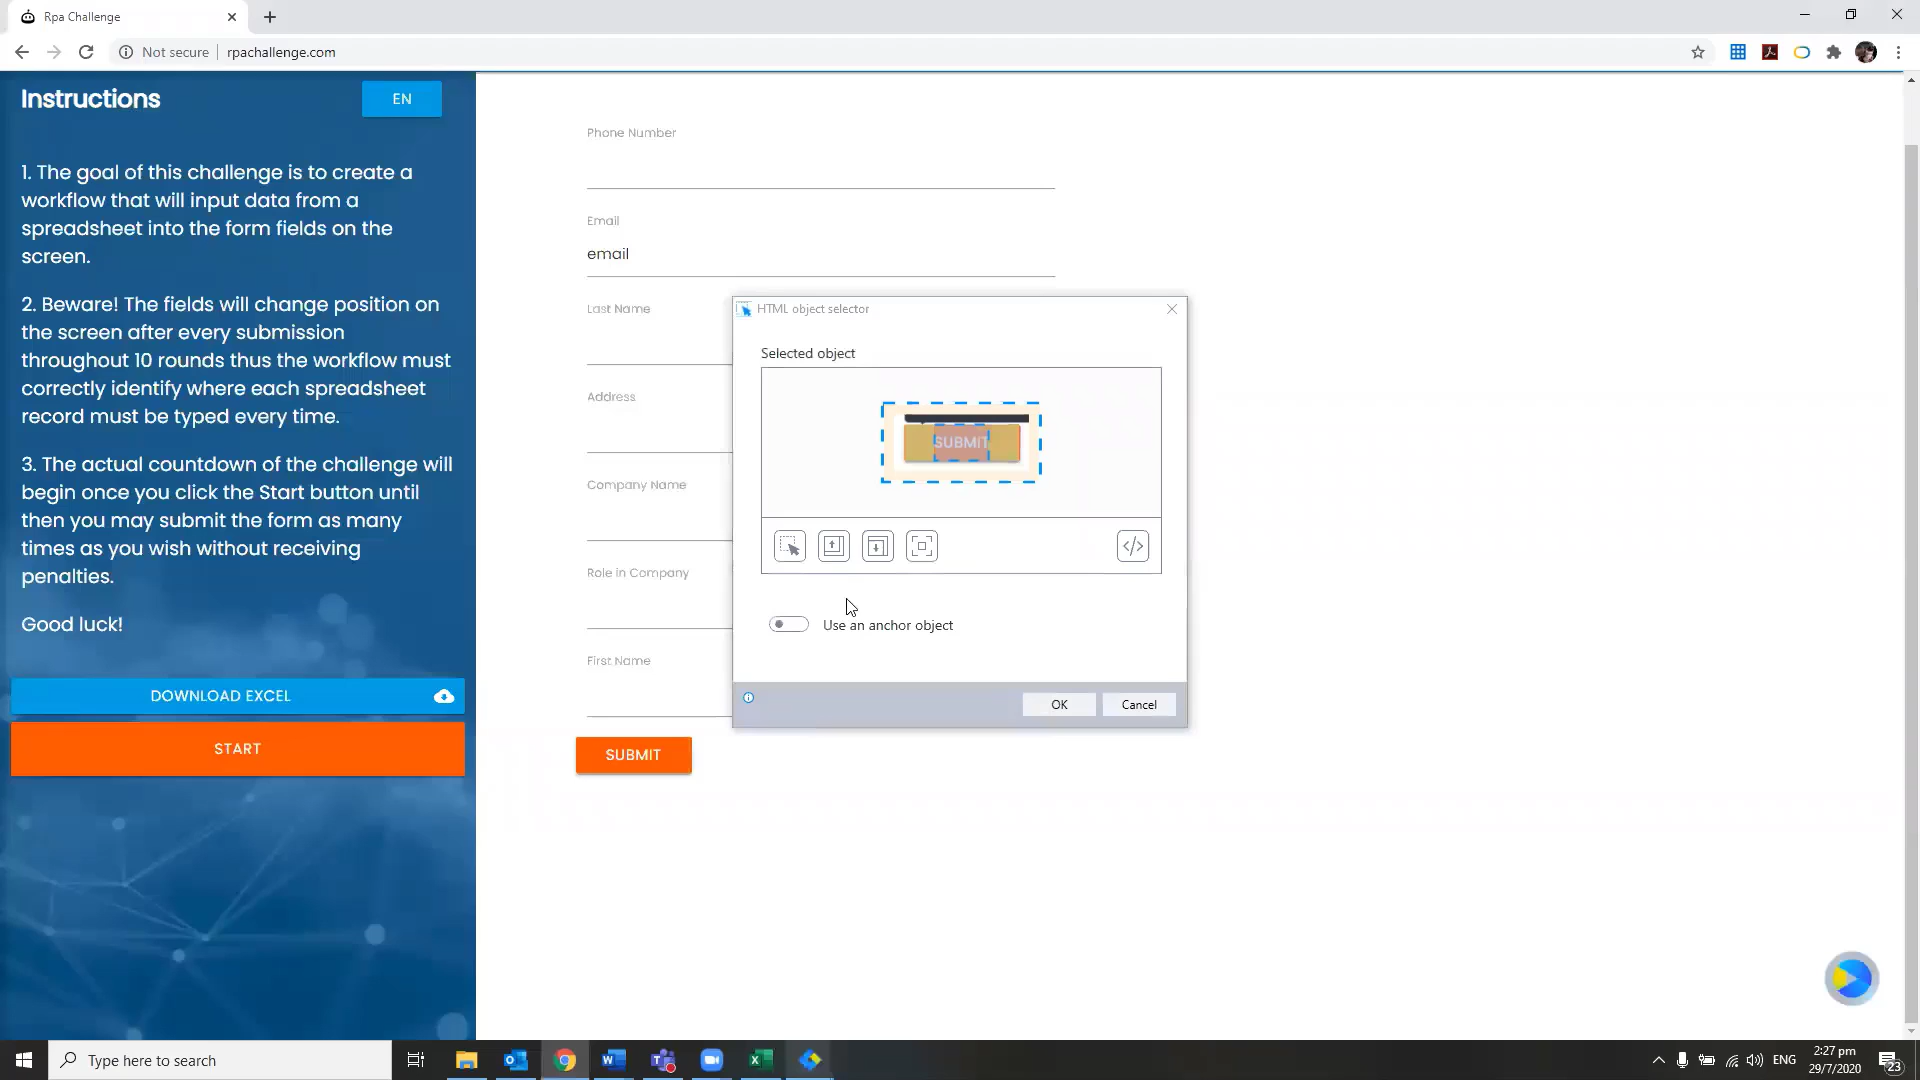 Rpa Challenge
Not secure
rpachallenge.com
Instructions
EN
1. The goal of this challenge is to create a
workflow that will input data from a
spreadsheet into the form fields on the
screen.
2. Beware! The fields will change position on
the screen after every submission
throughout 10 rounds thus the workflow must
correctly identify where each spreadsheet
record must be typed every time.
3. The actual countdown of the challenge will
begin once you click the Start button until
then you may submit the form as many
times as you wish without receiving
penalties.
Good luck!
DOWNLOAD EXCEL
START
Phone Number
Email
email
Last Name
Address
Company Name
Role in Company
First Name
SUBMIT
HTML object selector
Selected object
SUBMIT
Use an anchor object
OK
Cancel
Type here to search
ENG
2:27 pm
29/7/2020
23